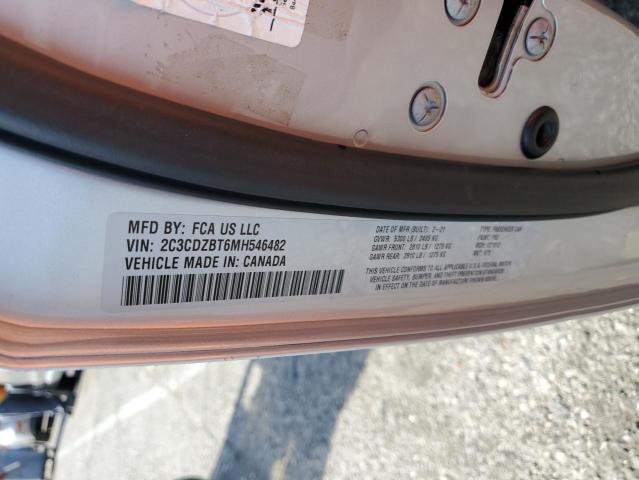 MFD BY: FCA US LLC
VIN: 2C3CDZBT6MH546482
VEHICLE MADE IN: CANADA
DATE OF MFR (BUILT): 2-21
GVWR: 5300 LB / 2405 KG
GAWR FRONT: 2810 LB / 1275 KG
GAWR REAR: 2810 LB / 1275 KG
TYPE: PASSENGER CAR
THIS VEHICLE CONFORMS TO ALL APPLICABLE U.S.A. FEDERAL MOTOR
VEHICLE SAFETY, BUMPER, AND THEFT PREVENTION STANDARDS
IN EFFECT ON THE DATE OF MANUFACTURE SHOWN ABOVE.